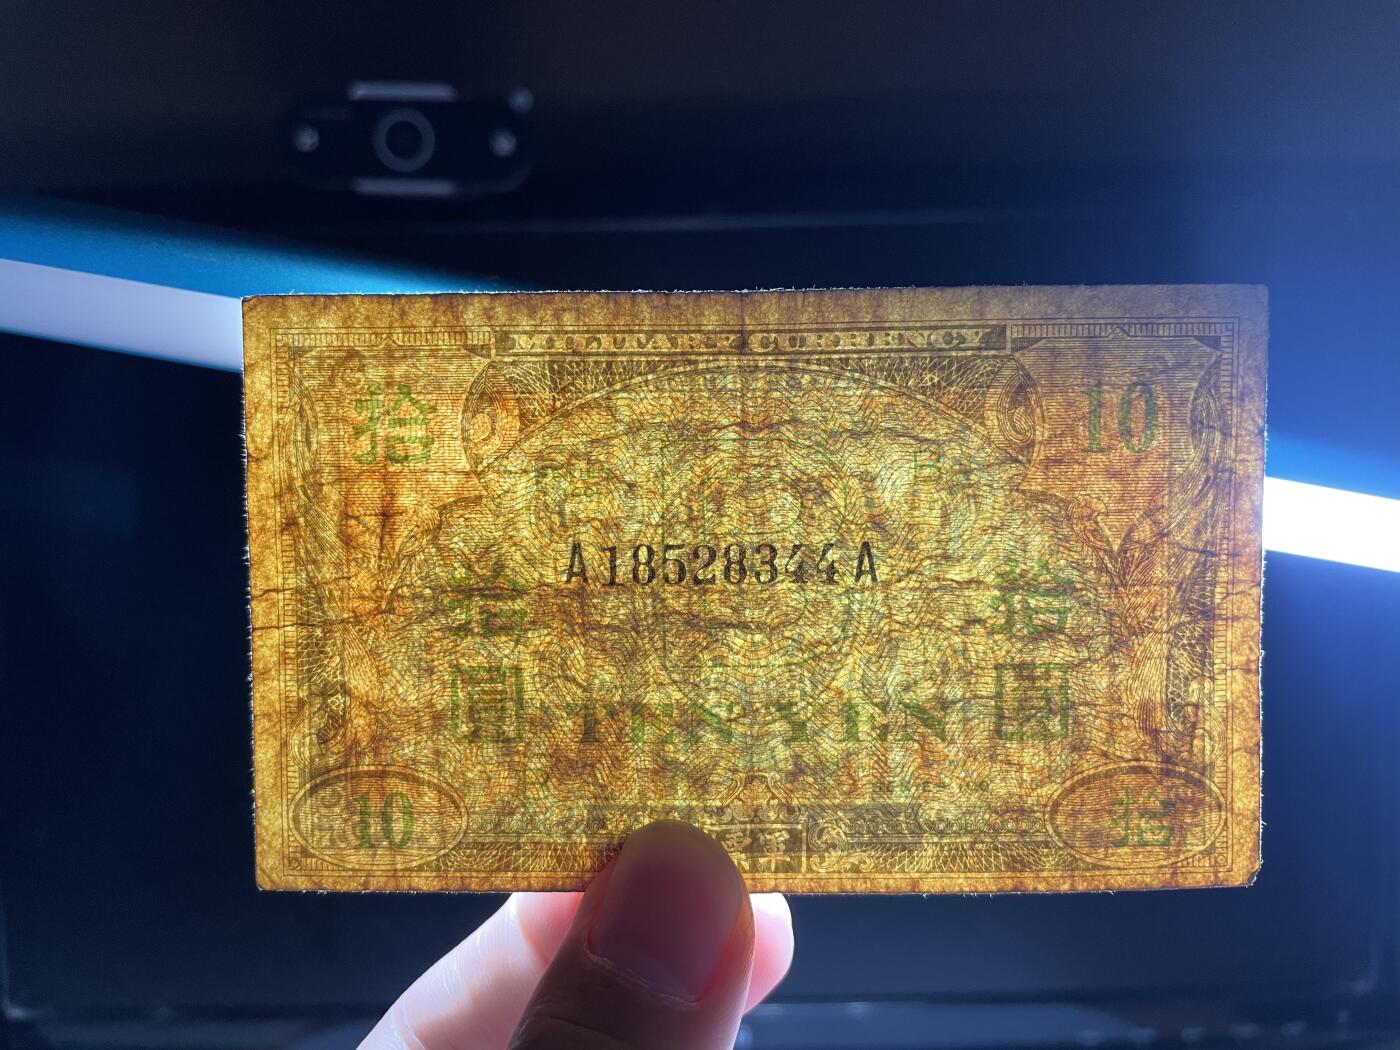 MILITARY CURRENCY
拾 10
B
A18528344A
拾 拾
圓 TEN YEN 圓
10 拾